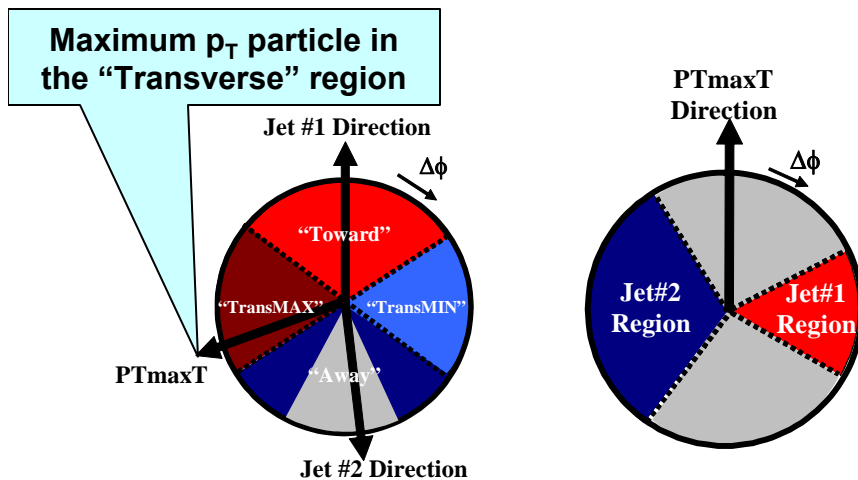 Maximum pT particle in
the “Transverse” region
Jet #1 Direction
Δϕ
“Toward”
“TransMAX”
“TransMIN”
PTmaxT
“Away”
Jet #2 Direction
PTmaxT
Direction
Δϕ
Jet#2
Region
Jet#1
Region